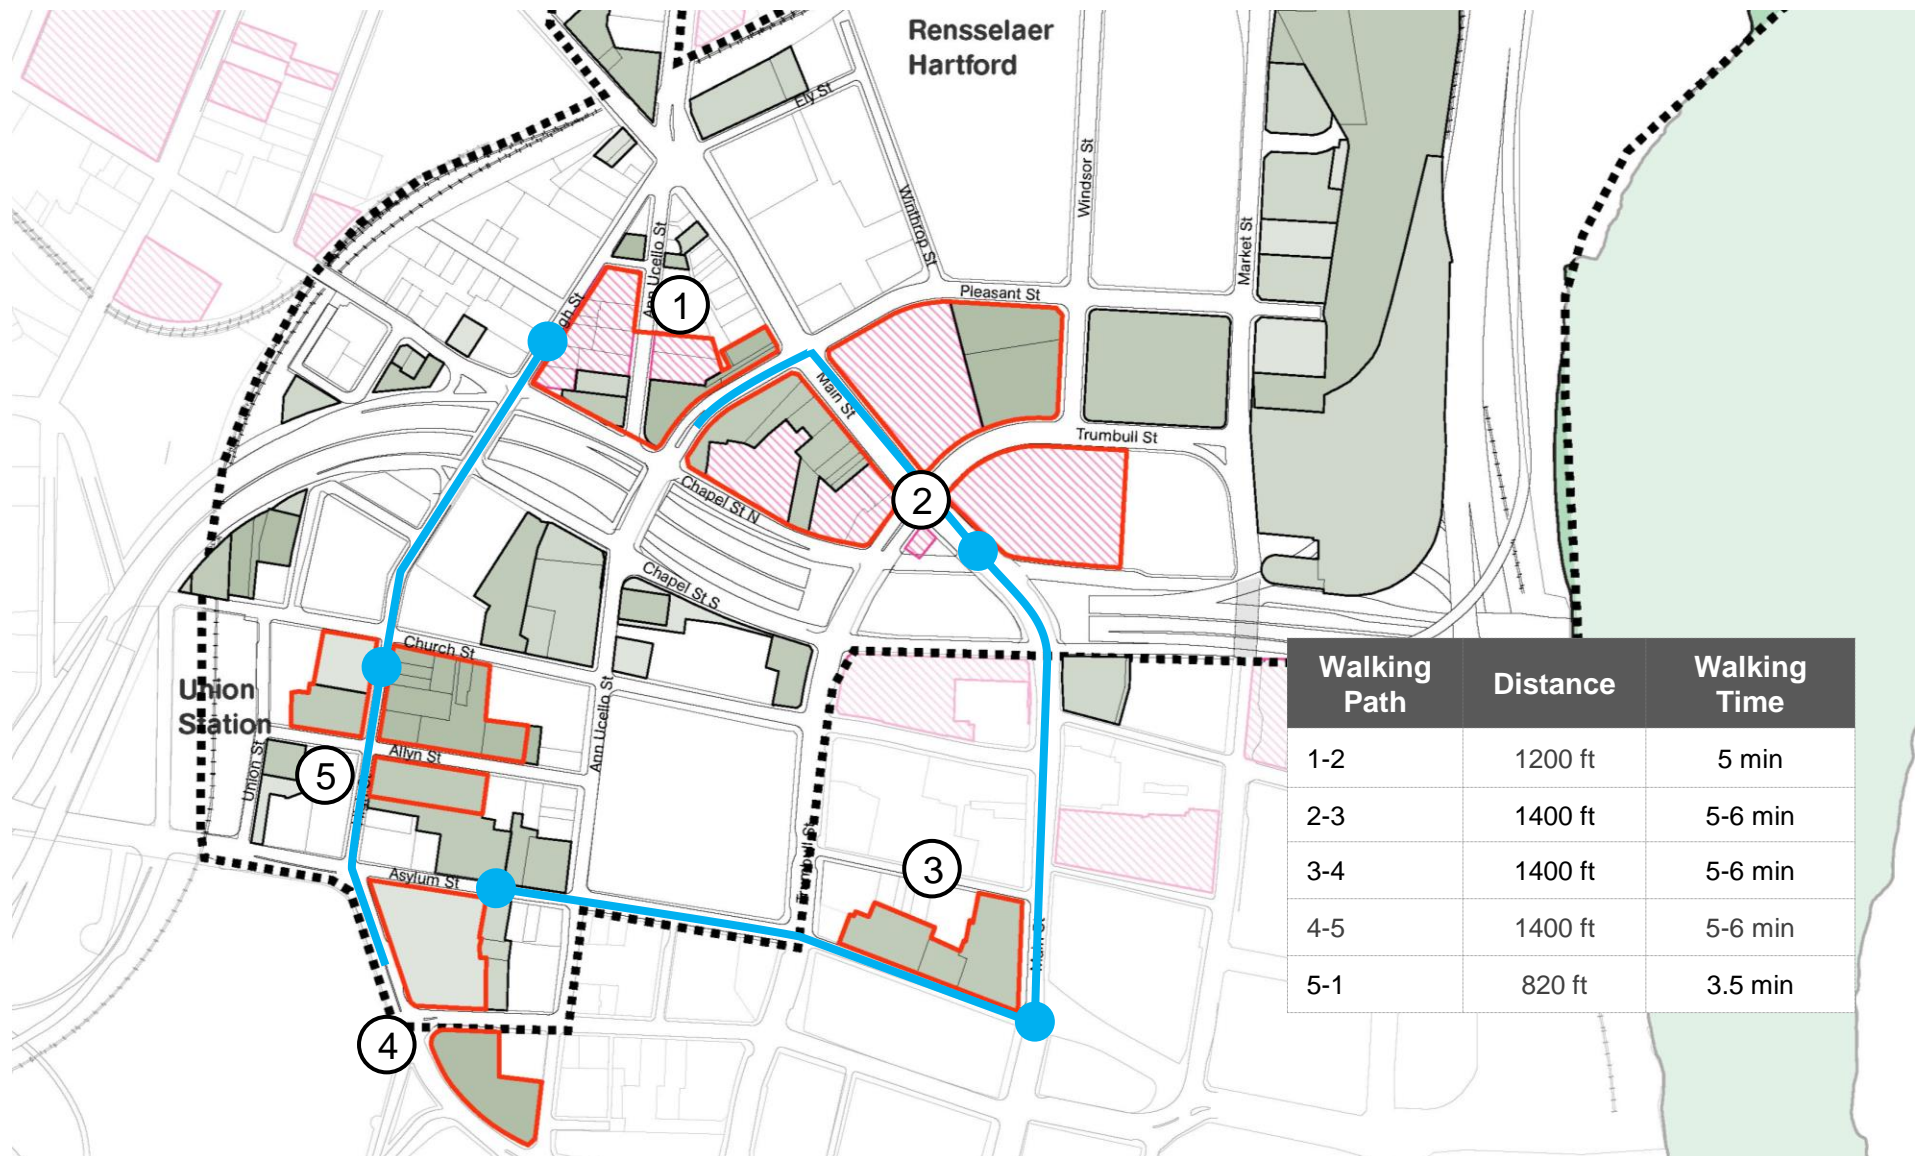 Rensselaer
Hartford
Ely St
Winthrop St
Windsor St
Market St
Ann Ucello St
1
Pleasant St
Main St
Trumbull St
2
Chapel St N
Chapel St S
Church St
Union
Station
Ann Ucello St
Allyn St
Union St
5
Trumbull St
Asylum St
3
Main St
4
Walking
Path
Distance
Walking
Time
1-2 1200 ft 5 min
2-3 1400 ft 5-6 min
3-4 1400 ft 5-6 min
4-5 1400 ft 5-6 min
5-1 820 ft 3.5 min